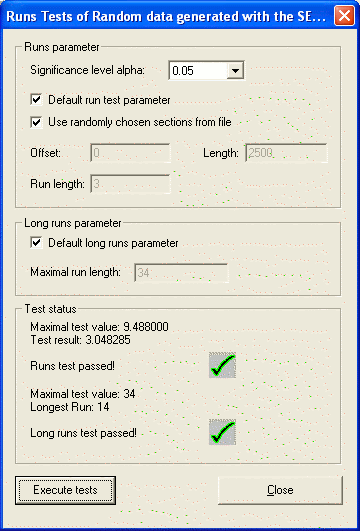 Runs Tests of Random data generated with the SE...
Runs parameter
Significance level alpha: 0.05
Default run test parameter
Use randomly chosen sections from file
Offset: 0 Length: 2500
Run length: 3
Long runs parameter
Default long runs parameter
Maximal run length: 34
Test status
Maximal test value: 9.488000
Test result: 3.048285
Runs test passed!
Maximal test value: 34
Longest Run: 14
Long runs test passed!
Execute tests Close